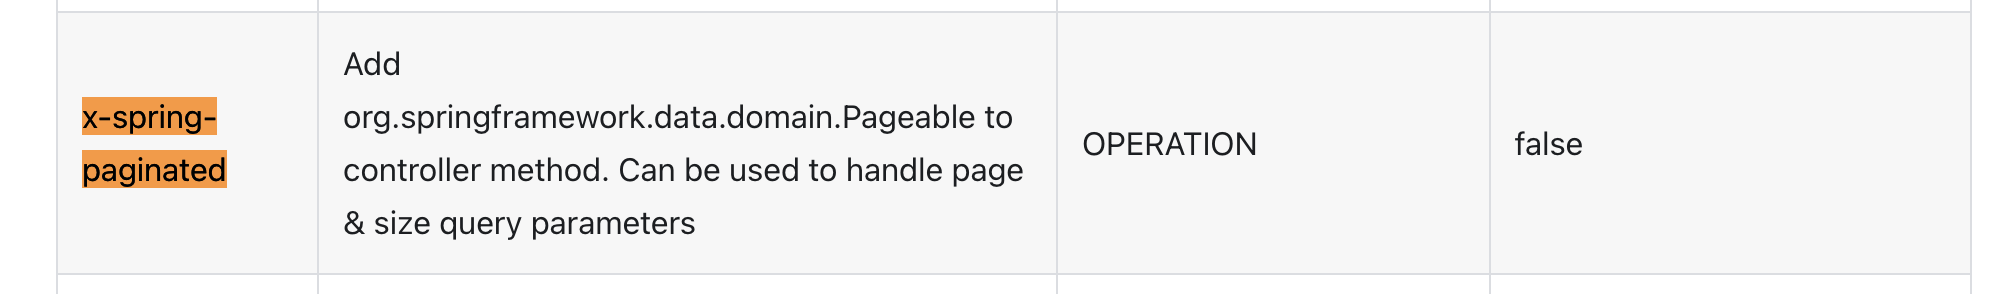 x-spring-
paginated
Add
org.springframework.data.domain.Pageable to
controller method. Can be used to handle page
& size query parameters
OPERATION
false